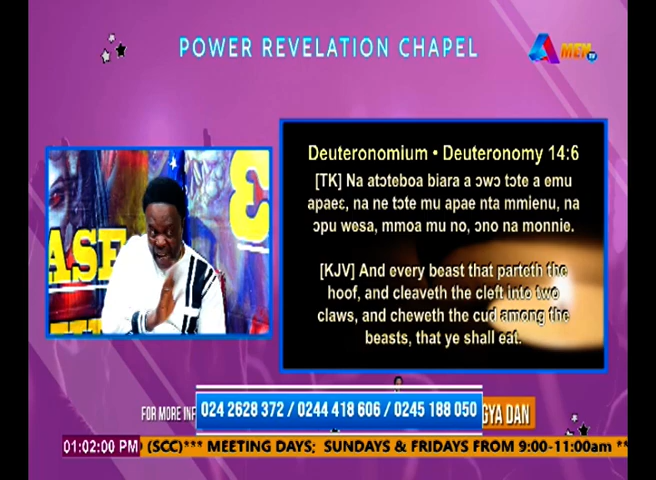 POWER REVELATION CHAPEL
AMEN TV
Deuteronomium • Deuteronomy 14:6
[TK] Na atɔteboa biara a ɔwɔ tɔte a emu
apaeɛ, na ne tɔte mu apae nta mmienu, na
ɔpu wesa, mmoa mu no, ɔno na monnie.
[KJV] And every beast that parteth the
hoof, and cleaveth the cleft into two
claws, and cheweth the cud among the
beasts, that ye shall eat.
ASE
FOR MORE INF
024 2628 372 / 0244 418 606 / 0245 188 050
GYA DAN
01:02:00 PM
(SCC)*** MEETING DAYS; SUNDAYS & FRIDAYS FROM 9:00-11:00am **